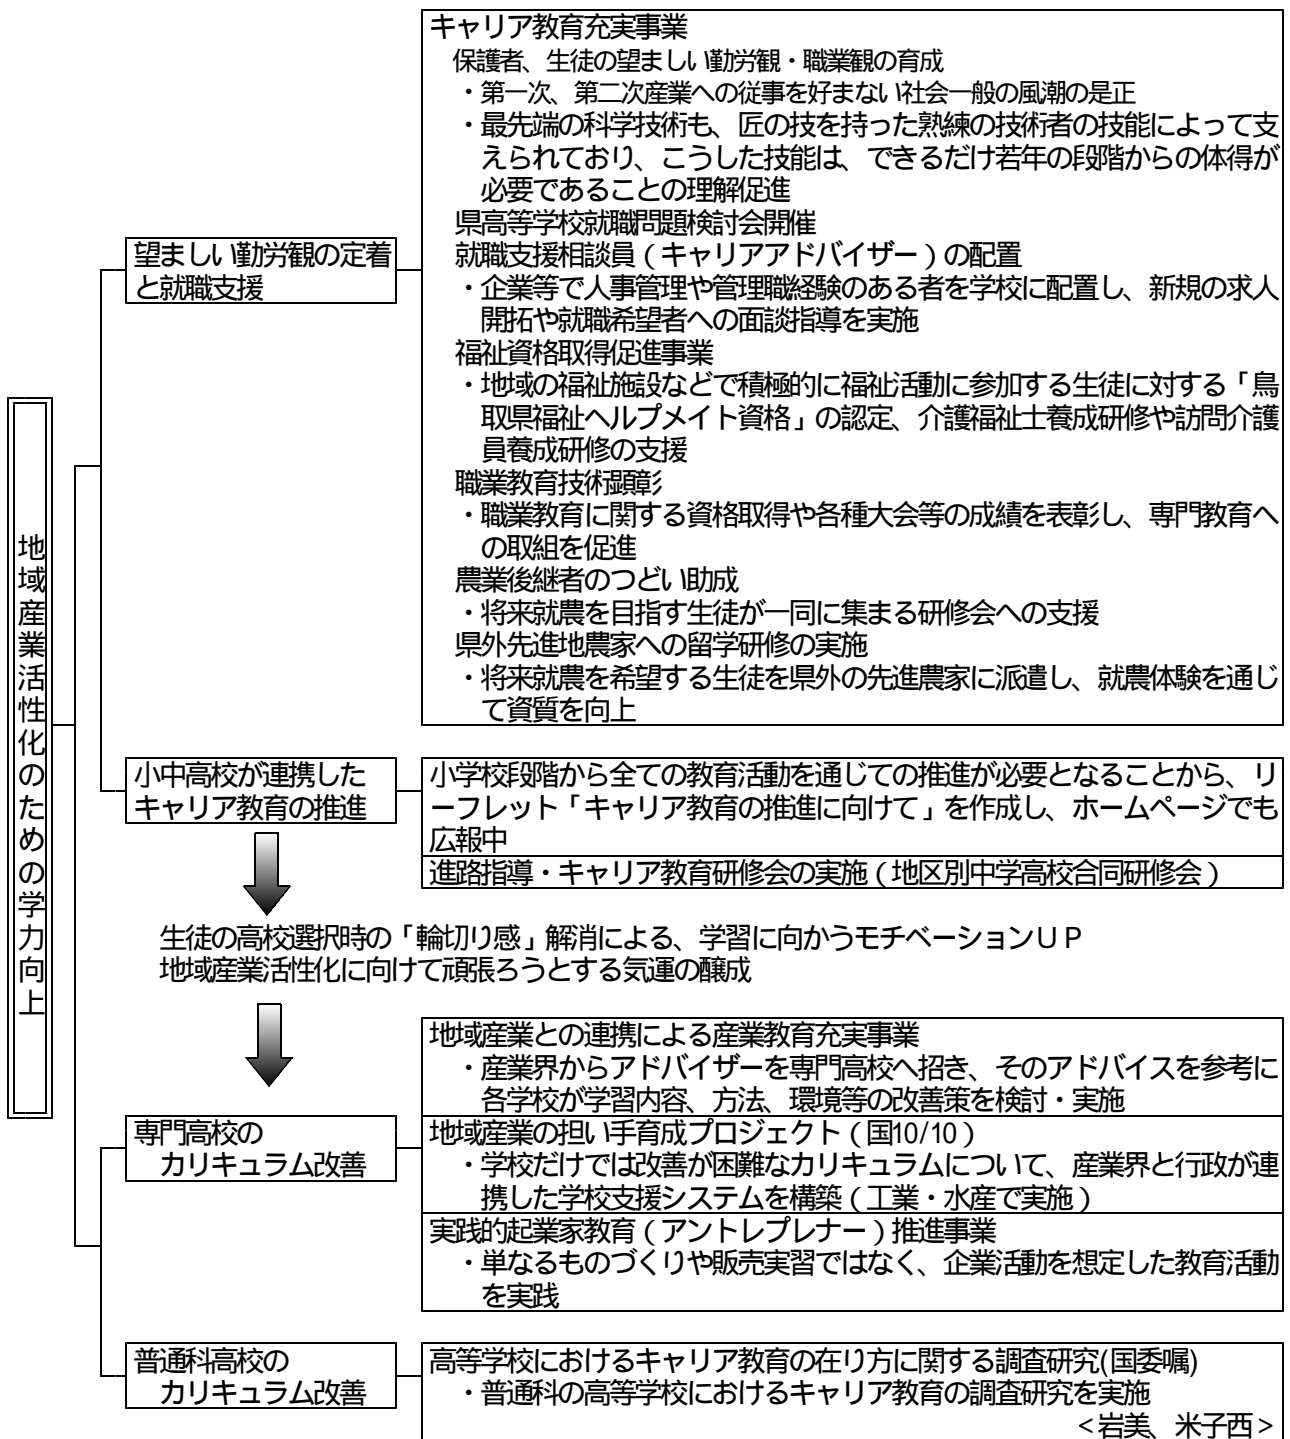 地域産業活性化のための学力向上
望ましい勤労観の定着
と就職支援
キャリア教育充実事業
保護者、生徒の望ましい勤労観・職業観の育成
・第一次、第二次産業への従事を好まない社会一般の風潮の是正
・最先端の科学技術も、匠の技を持った熟練の技術者の技能によって支
えられており、こうした技能は、できるだけ若年の段階からの体得が
必要であることの理解促進
県高等学校就職問題検討会開催
就職支援相談員(キャリアアドバイザー)の配置
・企業等で人事管理や管理職経験のある者を学校に配置し、新規の求人
開拓や就職希望者への面談指導を実施
福祉資格取得促進事業
・地域の福祉施設などで積極的に福祉活動に参加する生徒に対する「鳥
取県福祉ヘルプメイト資格」の認定、介護福祉士養成研修や訪問介護
員養成研修の支援
職業教育技術顕彰
・職業教育に関する資格取得や各種大会等の成績を表彰し、専門教育へ
の取組を促進
農業後継者のつどい助成
・将来就農を目指す生徒が一同に集まる研修会への支援
県外先進地農家への留学研修の実施
・将来就農を希望する生徒を県外の先進農家に派遣し、就農体験を通じ
て資質を向上
小中高校が連携した
キャリア教育の推進
小学校段階から全ての教育活動を通じての推進が必要となることから、リ
ーフレット「キャリア教育の推進に向けて」を作成し、ホームページでも
広報中
進路指導・キャリア教育研修会の実施(地区別中学高校合同研修会)
生徒の高校選択時の「輪切り感」解消による、学習に向かうモチベーションUP
地域産業活性化に向けて頑張ろうとする気運の醸成
専門高校の
カリキュラム改善
地域産業との連携による産業教育充実事業
・産業界からアドバイザーを専門高校へ招き、そのアドバイスを参考に
各学校が学習内容、方法、環境等の改善策を検討・実施
地域産業の担い手育成プロジェクト(国10/10)
・学校だけでは改善が困難なカリキュラムについて、産業界と行政が連
携した学校支援システムを構築(工業・水産で実施)
実践的起業家教育(アントレプレナー)推進事業
・単なるものづくりや販売実習ではなく、企業活動を想定した教育活動
を実践
普通科高校の
カリキュラム改善
高等学校におけるキャリア教育の在り方に関する調査研究(国委嘱)
・普通科の高等学校におけるキャリア教育の調査研究を実施
<岩美、米子西>